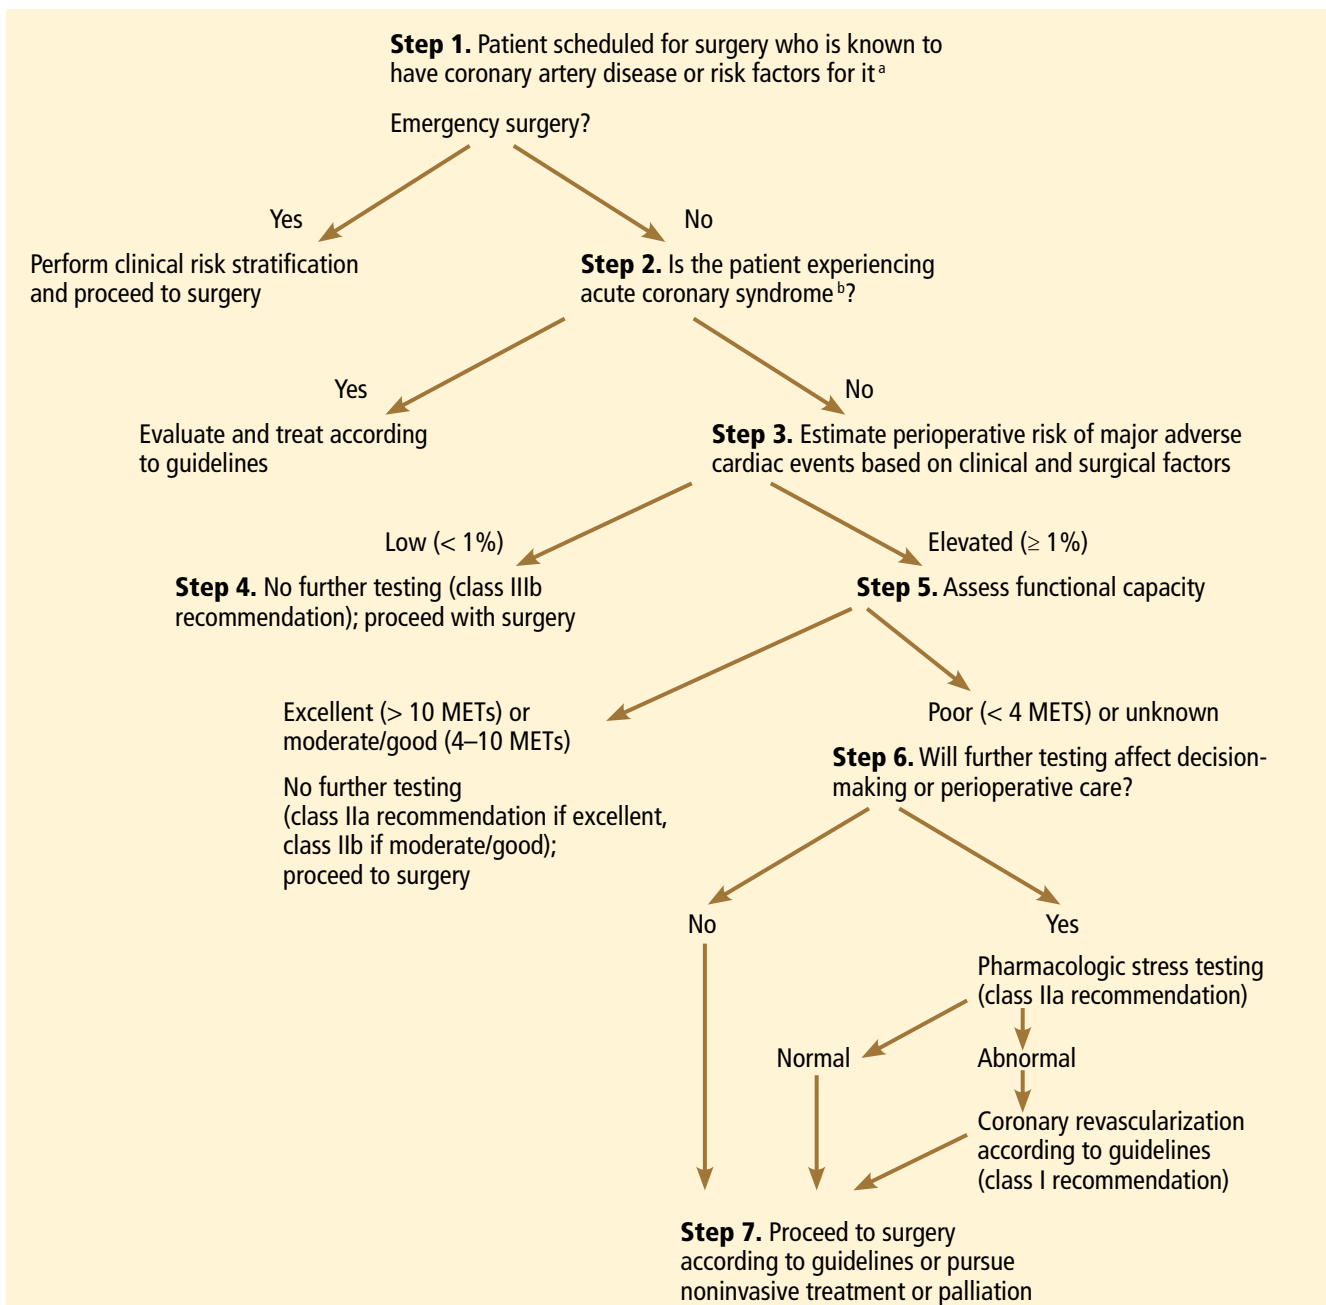 Step 1. Patient scheduled for surgery who is known to
have coronary artery disease or risk factors for it a
Emergency surgery?
Yes
No
Perform clinical risk stratification
and proceed to surgery
Step 2. Is the patient experiencing
acute coronary syndrome b?
Yes
No
Evaluate and treat according
to guidelines
Step 3. Estimate perioperative risk of major adverse
cardiac events based on clinical and surgical factors
Low (< 1%)
Elevated (≥ 1%)
Step 4. No further testing (class IIIb
recommendation); proceed with surgery
Step 5. Assess functional capacity
Excellent (> 10 METs) or
moderate/good (4–10 METs)
No further testing
(class IIa recommendation if excellent,
class IIb if moderate/good);
proceed to surgery
Poor (< 4 METS) or unknown
Step 6. Will further testing affect decision-
making or perioperative care?
No
Yes
Pharmacologic stress testing
(class IIa recommendation)
Normal
Abnormal
Coronary revascularization
according to guidelines
(class I recommendation)
Step 7. Proceed to surgery
according to guidelines or pursue
noninvasive treatment or palliation